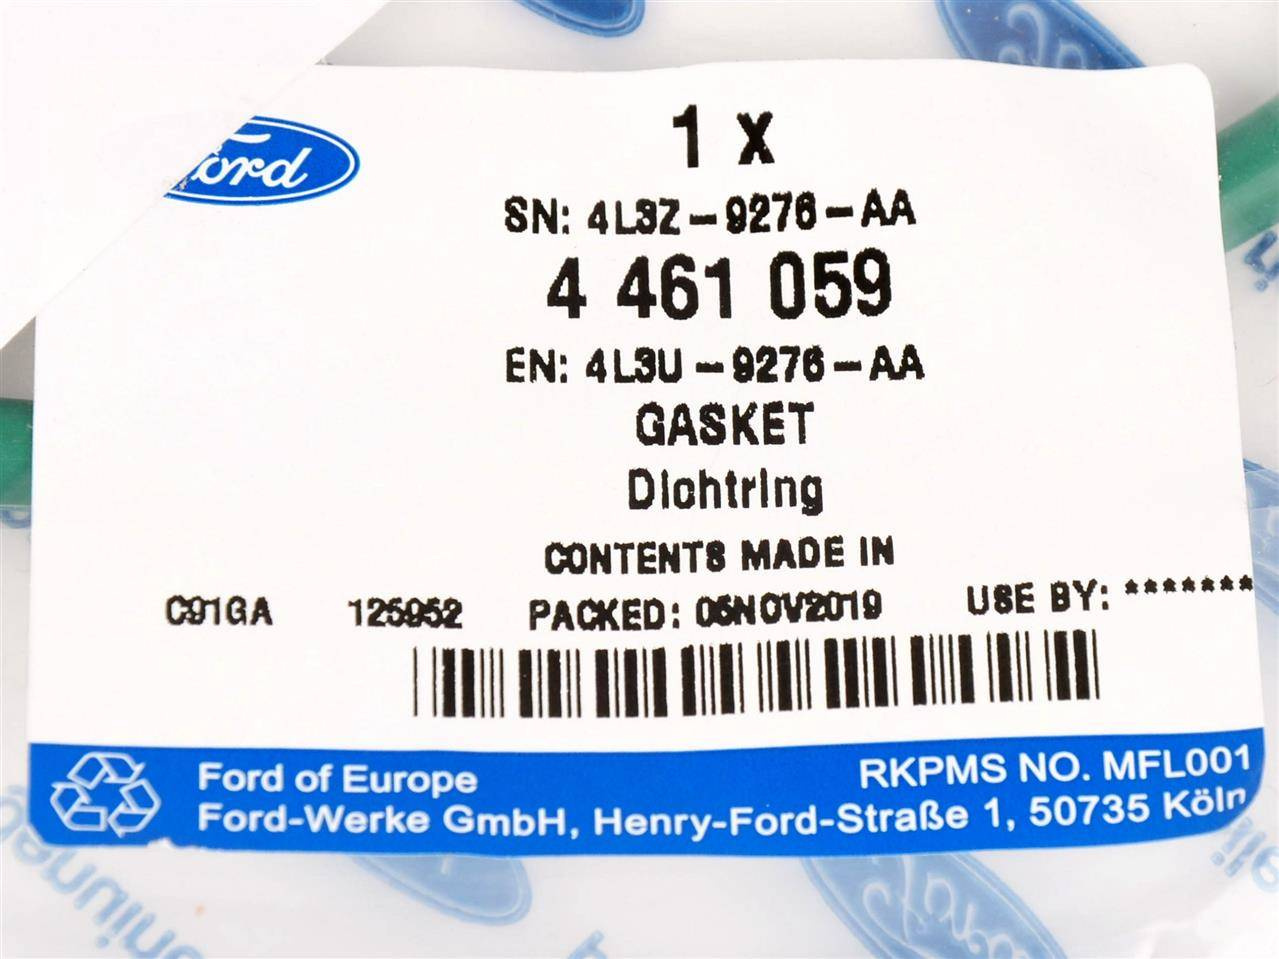 Ford
1 x
SN: 4L3Z-9276-AA
4 461 059
EN: 4L3U-9276-AA
GASKET
Dichtring
CONTENTS MADE IN
C91GA 125952 PACKED: 05NOV2019 USE BY: *******
Ford of Europe RKPMS NO. MFL001
Ford-Werke GmbH, Henry-Ford-Straße 1, 50735 Köln